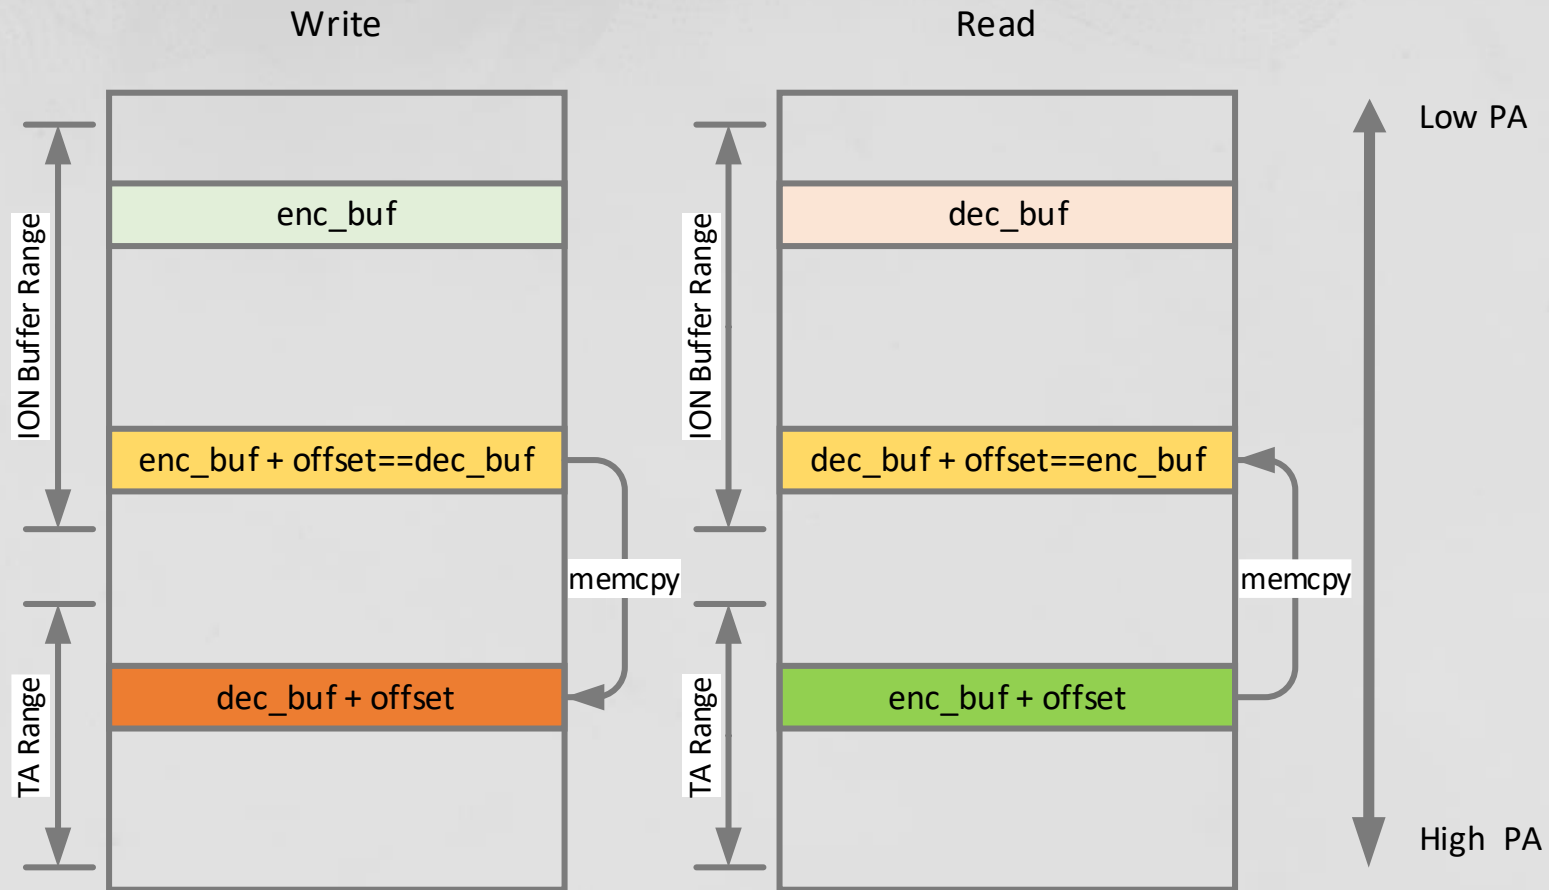 Write
Read
Low PA
enc_buf
dec_buf
ION Buffer Range
ION Buffer Range
enc_buf + offset==dec_buf
dec_buf + offset==enc_buf
memcpy
memcpy
TA Range
TA Range
dec_buf + offset
enc_buf + offset
High PA